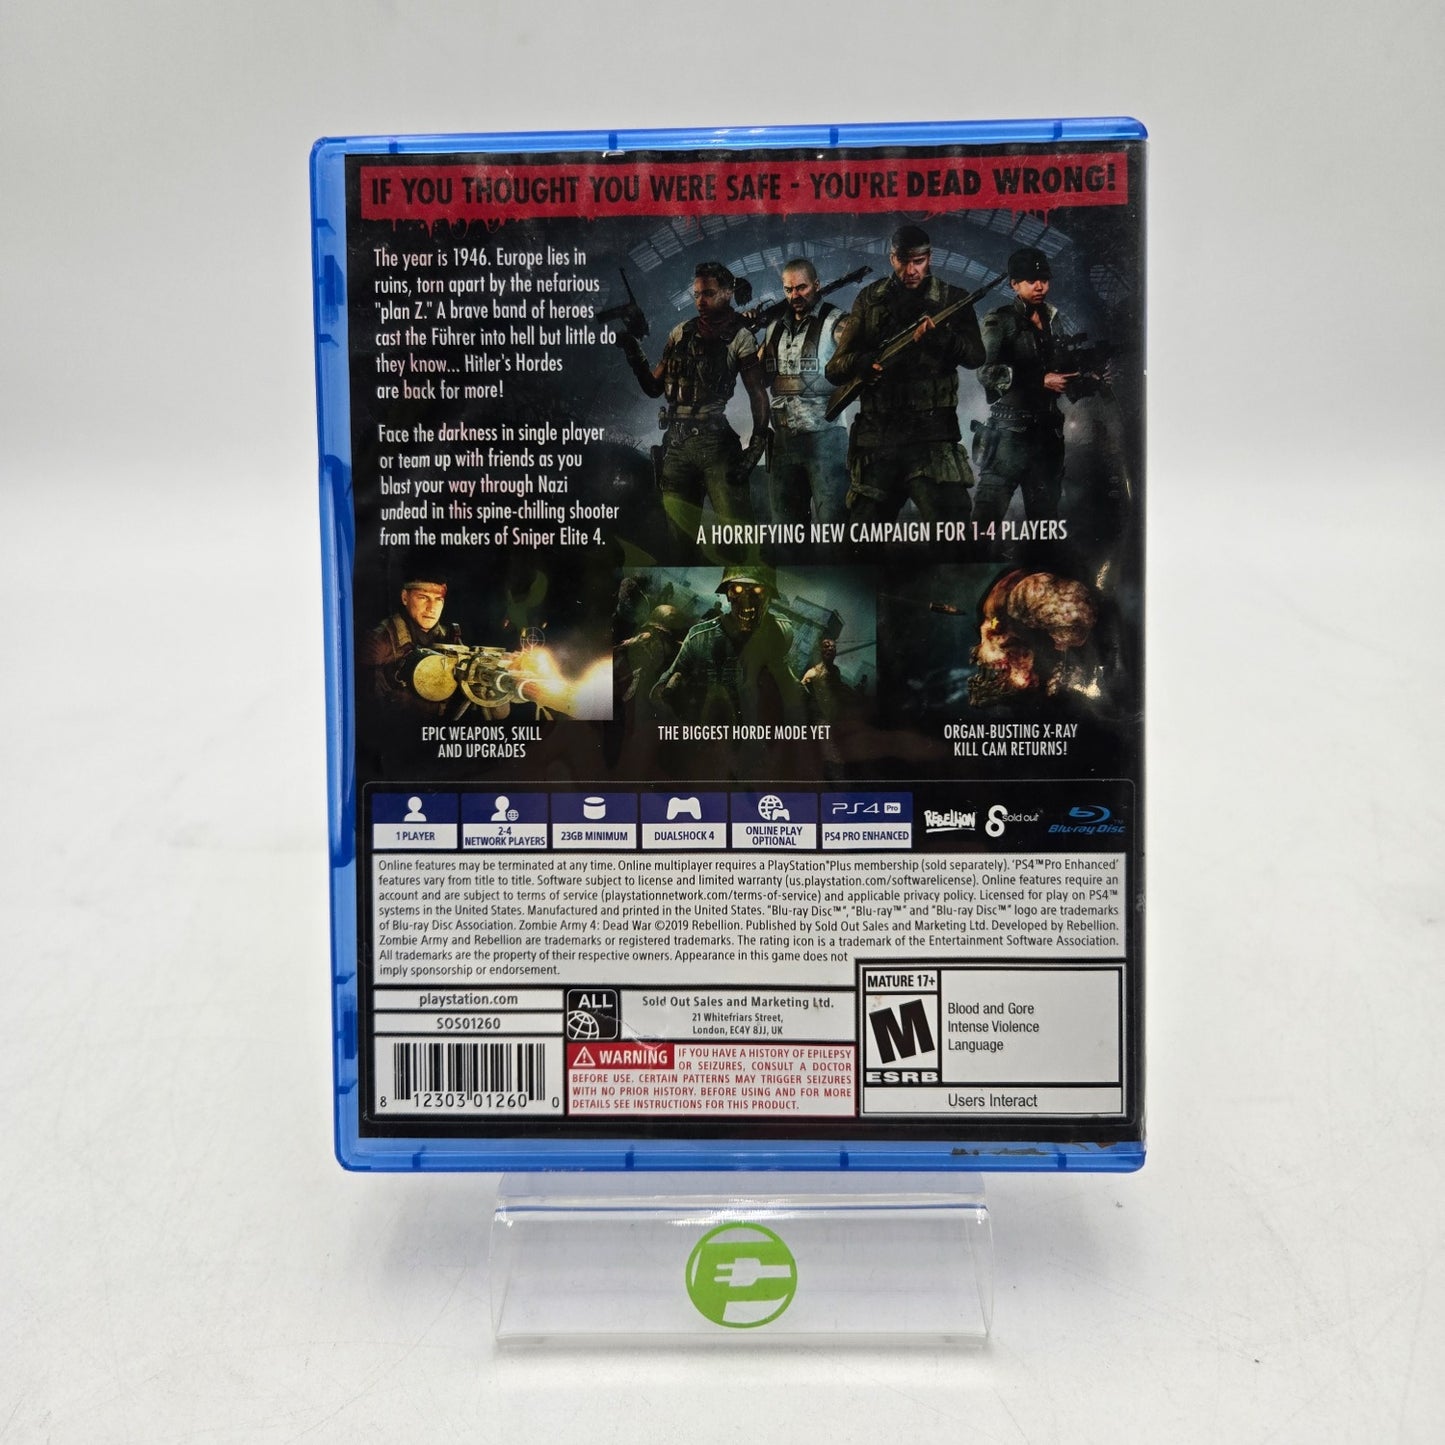 IF YOU THOUGHT YOU WERE SAFE - YOU'RE DEAD WRONG!
The year is 1946. Europe lies in
ruins, torn apart by the nefarious
"plan Z." A brave band of heroes
cast the Führer into hell but little do
they know... Hitler's Hordes
are back for more!
Face the darkness in single player
or team up with friends as you
blast your way through Nazi
undead in this spine-chilling shooter
from the makers of Sniper Elite 4.
A HORRIFYING NEW CAMPAIGN FOR 1-4 PLAYERS
EPIC WEAPONS, SKILL
AND UPGRADES
THE BIGGEST HORDE MODE YET
ORGAN-BUSTING X-RAY
KILL CAM RETURNS!
1 PLAYER
2-4
NETWORK PLAYERS
23GB MINIMUM
DUALSHOCK 4
ONLINE PLAY
OPTIONAL
PS4 Pro
PS4 PRO ENHANCED
REBELLION
Sold out
Blu-ray Disc™
Online features may be terminated at any time. Online multiplayer requires a PlayStation®Plus membership (sold separately). 'PS4™Pro Enhanced'
features vary from title to title. Software subject to license and limited warranty (us.playstation.com/softwarelicense). Online features require an
account and are subject to terms of service (playstationnetwork.com/terms-of-service) and applicable privacy policy. Licensed for play on PS4™
systems in the United States. Manufactured and printed in the United States. "Blu-ray Disc™", "Blu-ray™" and "Blu-ray Disc™" logo are trademarks
of Blu-ray Disc Association. Zombie Army 4: Dead War ©2019 Rebellion. Published by Sold Out Sales and Marketing Ltd. Developed by Rebellion.
Zombie Army and Rebellion are trademarks or registered trademarks. The rating icon is a trademark of the Entertainment Software Association.
All trademarks are the property of their respective owners. Appearance in this game does not
imply sponsorship or endorsement.
playstation.com
SOS01260
ALL
Sold Out Sales and Marketing Ltd.
21 Whitefriars Street,
London, EC4Y 8JJ, UK
8 12303 01260 0
WARNING IF YOU HAVE A HISTORY OF EPILEPSY
OR SEIZURES, CONSULT A DOCTOR
BEFORE USE. CERTAIN PATTERNS MAY TRIGGER SEIZURES
WITH NO PRIOR HISTORY. BEFORE USING AND FOR MORE
DETAILS SEE INSTRUCTIONS FOR THIS PRODUCT.
MATURE 17+
M
ESRB
Blood and Gore
Intense Violence
Language
Users Interact